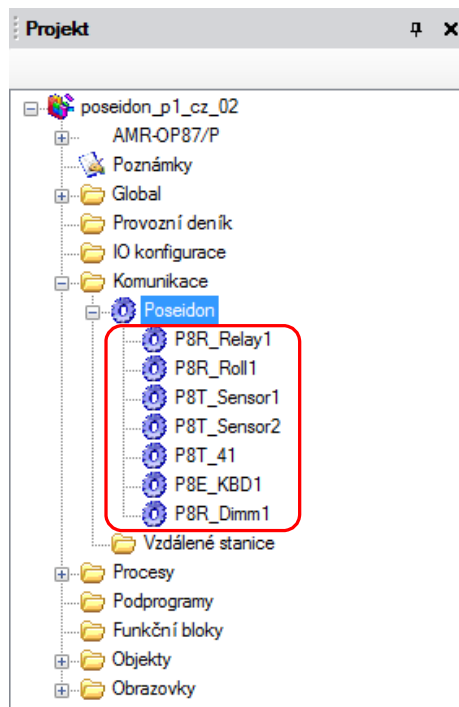 Projekt
poseidon_p1_cz_02
AMR-OP87/P
Poznámky
Global
Provozní deník
IO konfigurace
Komunikace
Poseidon
P8R_Relay1
P8R_Roll1
P8T_Sensor1
P8T_Sensor2
P8T_41
P8E_KBD1
P8R_Dimm1
Vzdálené stanice
Procesy
Podprogramy
Funkční bloky
Objekty
Obrazovky